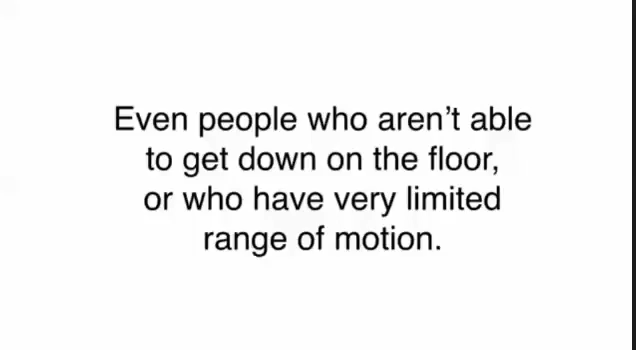 Even people who aren’t able
to get down on the floor,
or who have very limited
range of motion.